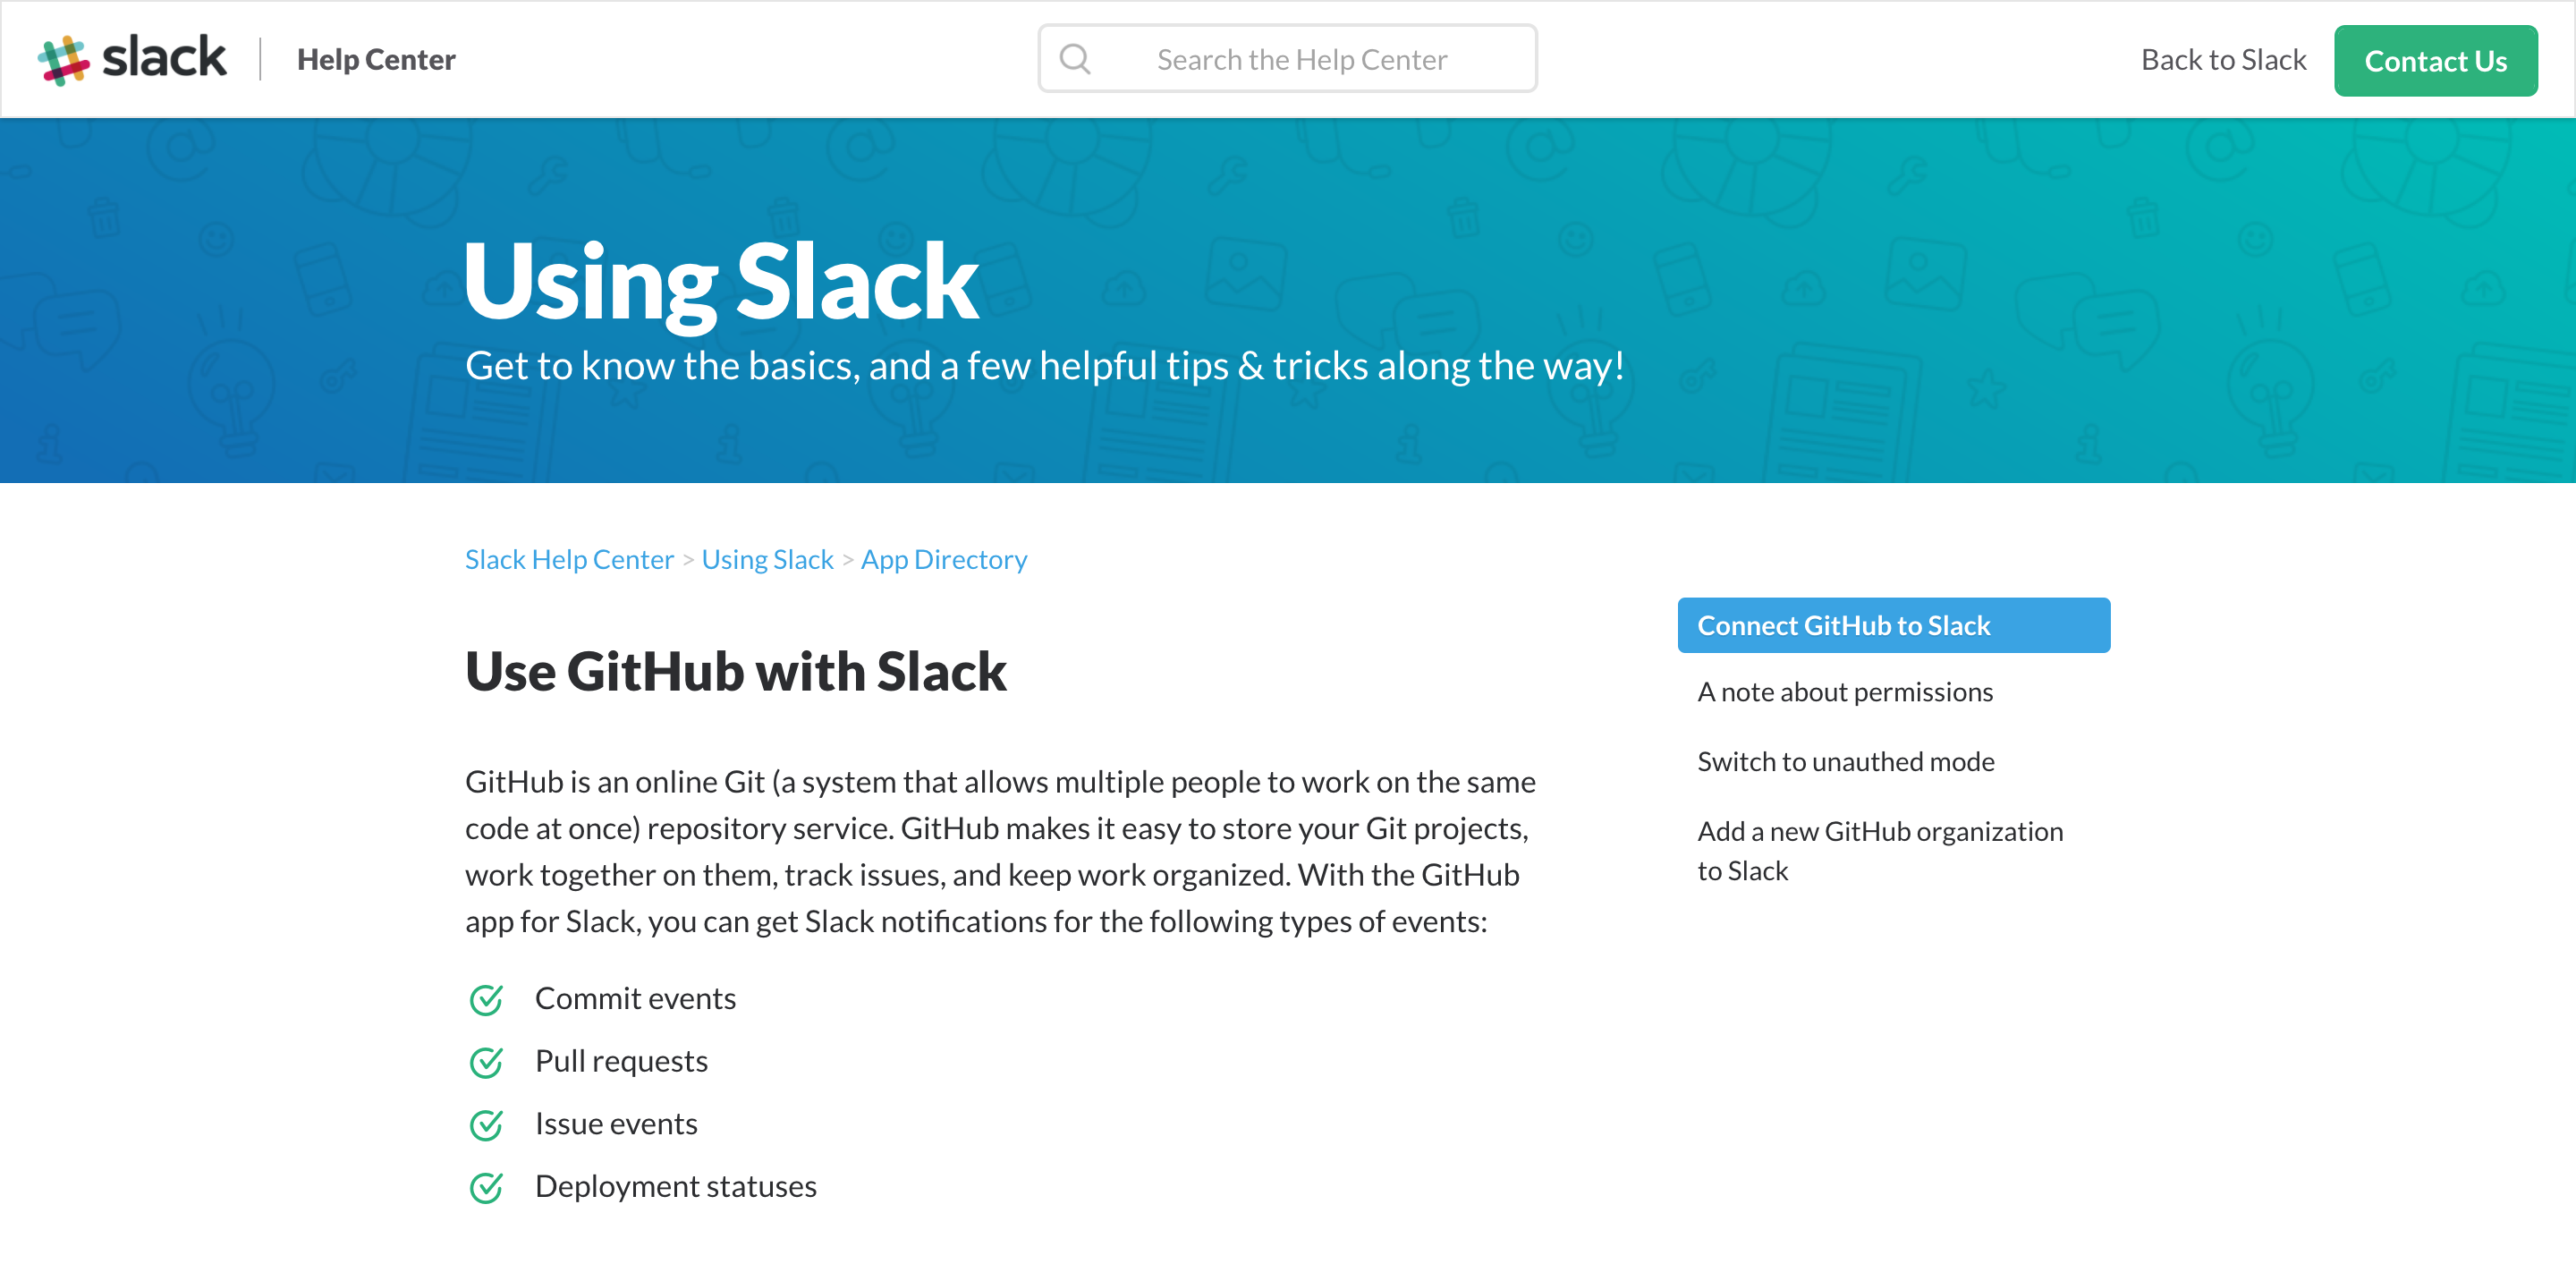 slack
Help Center
Search the Help Center
Back to Slack
Contact Us
Using Slack
Get to know the basics, and a few helpful tips & tricks along the way!
Slack Help Center > Using Slack > App Directory
Use GitHub with Slack
GitHub is an online Git (a system that allows multiple people to work on the same
code at once) repository service. GitHub makes it easy to store your Git projects,
work together on them, track issues, and keep work organized. With the GitHub
app for Slack, you can get Slack notifications for the following types of events:
Commit events
Pull requests
Issue events
Deployment statuses
Connect GitHub to Slack
A note about permissions
Switch to unauthed mode
Add a new GitHub organization
to Slack